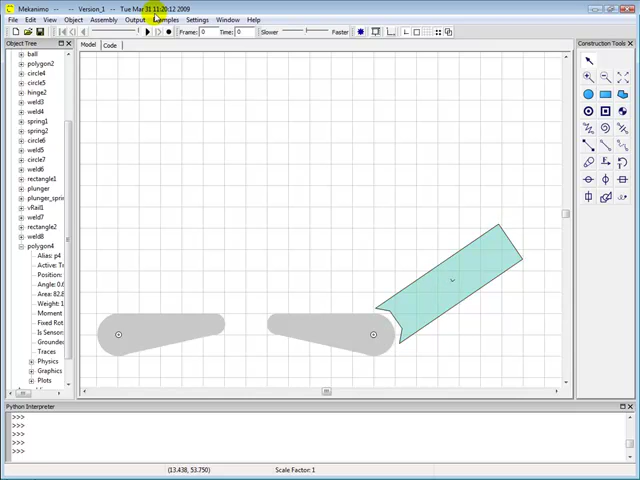 Mekanimo -- -- Version_1 -- Tue Mar 31 11:20:12 2009
File Edit View Object Assembly Output Examples Settings Window Help
Frame: 0 Time: 0 Slower Faster
Object Tree
Model Code
Construction Tools
ball
polygon2
circle4
circle5
hinge2
weld3
weld4
spring1
spring2
circle6
weld5
circle7
weld6
rectangle1
plunger
plunger_spri
vRail1
weld7
rectangle2
weld8
polygon4
Alias: p4
Active: Tr
Position:
Angle: 0.0
Area: 82.8
Weight: 1
Moment
Fixed Rot
Is Sensor:
Grounded
Traces
Physics
Graphics
Plots
Python Interpreter
>>>
>>>
>>>
>>>
>>>
(13.438, 53.750) Scale Factor: 1